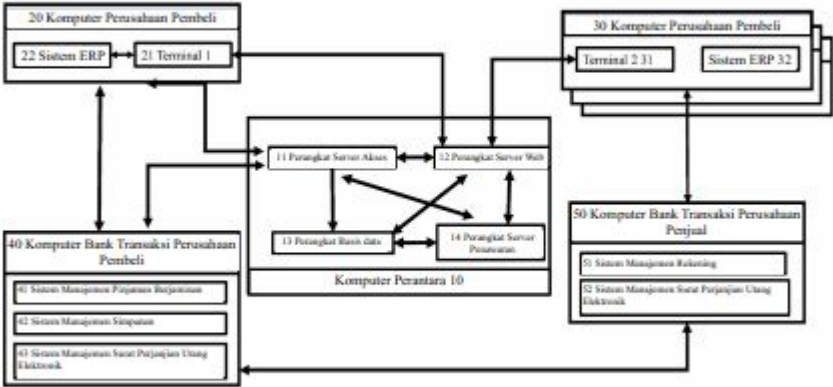 20 Komputer Perusahaan Pembeli
22 Sistem ERP
21 Terminal 1
30 Komputer Perusahaan Pembeli
Terminal 2 31
Sistem ERP 32
11 Perangkat Server Akses
12 Perangkat Server Web
13 Perangkat Basis data
14 Perangkat Server
Penawaran
Komputer Perantara 10
40 Komputer Bank Transaksi Perusahaan
Pembeli
41 Sistem Manajemen Pinjaman Berjaminan
42 Sistem Manajemen Simpanan
43 Sistem Manajemen Surat Perjanjian Utang
Elektronik
50 Komputer Bank Transaksi Perusahaan
Penjual
51 Sistem Manajemen Rekening
52 Sistem Manajemen Surat Perjanjian Utang
Elektronik